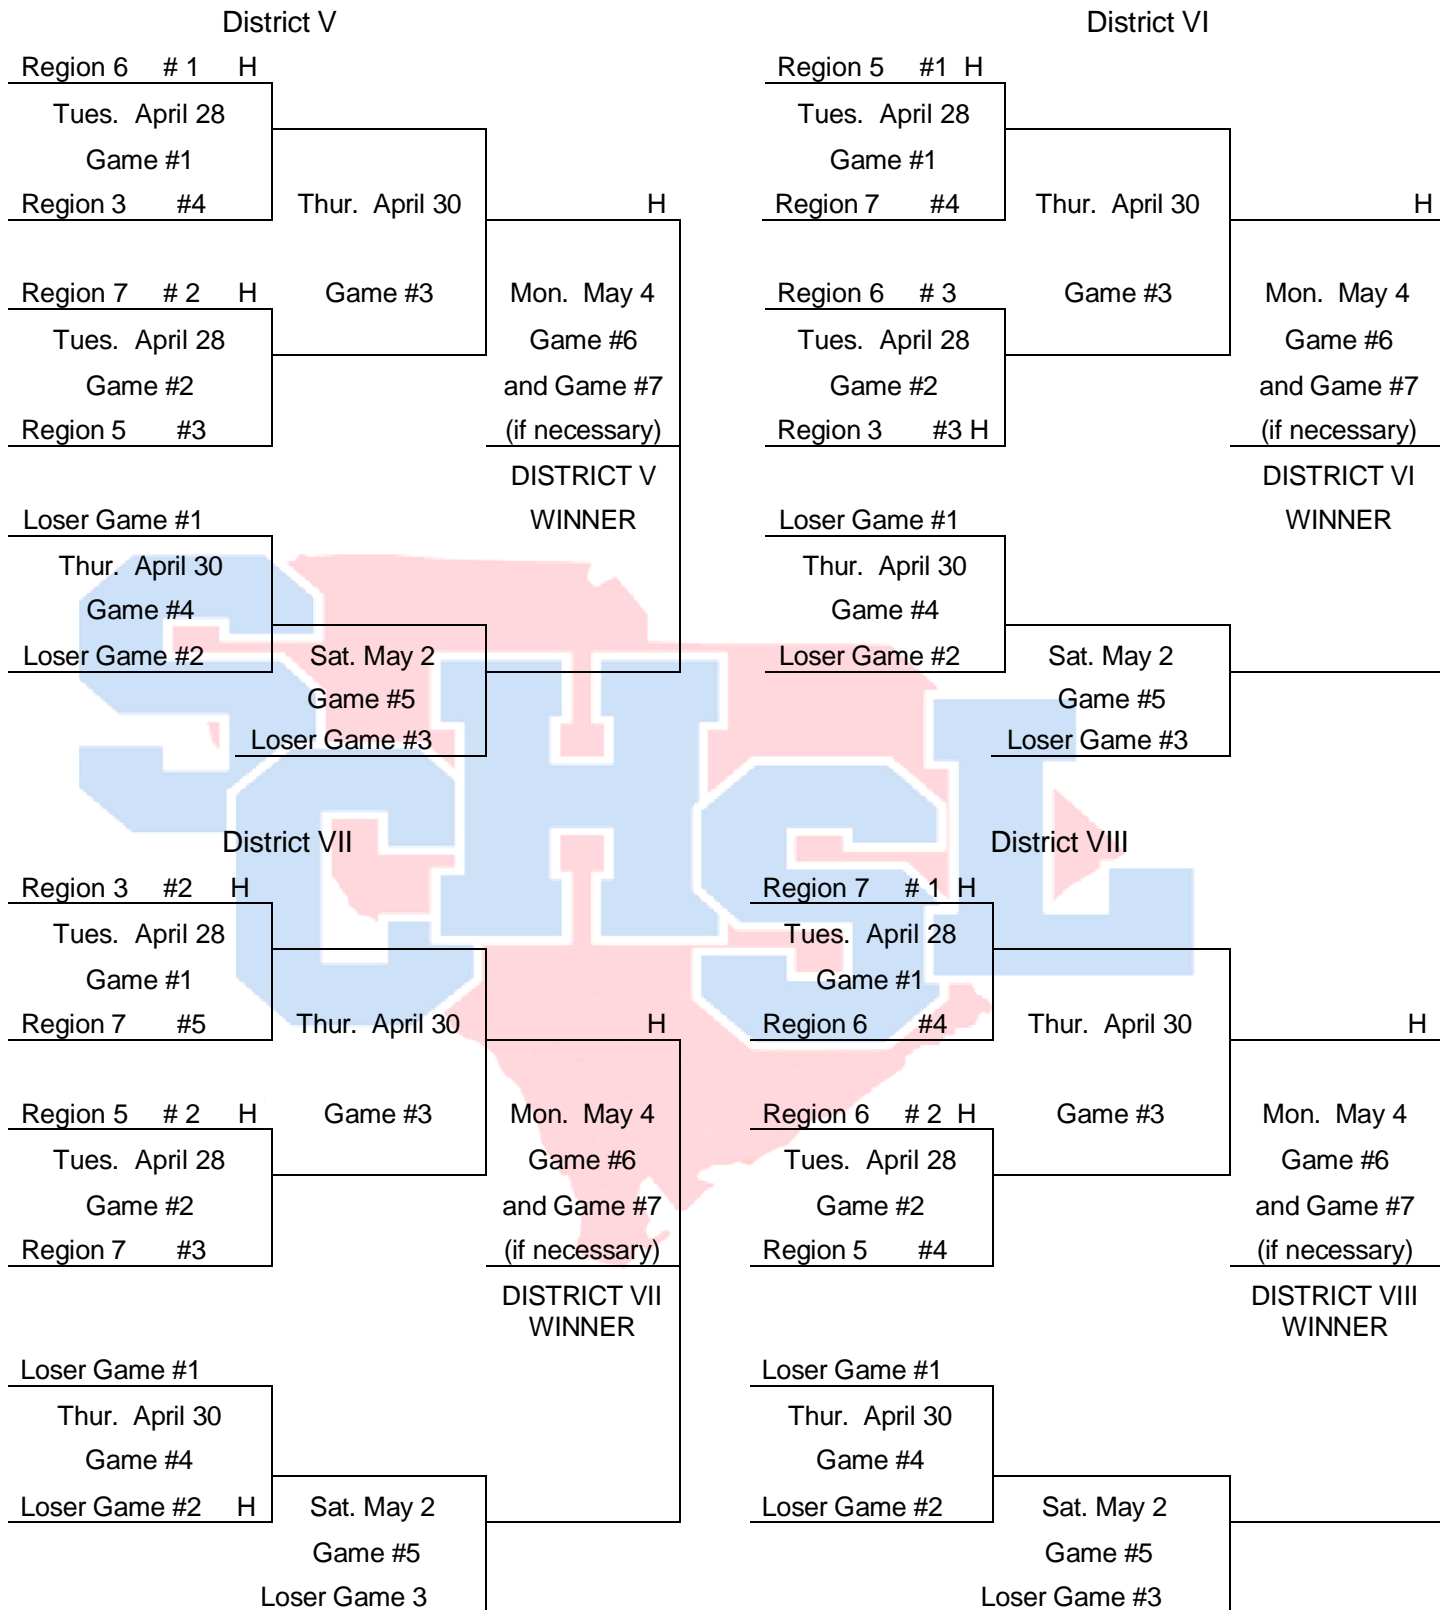 District V
Region 6 # 1 H
Tues. April 28
Game #1
Region 3 #4
Thur. April 30
H
Region 7 # 2 H
Game #3
Mon. May 4
Tues. April 28
Game #6
Game #2
and Game #7
Region 5 #3
(if necessary)
DISTRICT V
WINNER
Loser Game #1
Thur. April 30
Game #4
Loser Game #2
Sat. May 2
Game #5
Loser Game #3
District VI
Region 5 #1 H
Tues. April 28
Game #1
Region 7 #4
Thur. April 30
H
Region 6 # 3
Game #3
Mon. May 4
Tues. April 28
Game #6
Game #2
and Game #7
Region 3 #3 H
(if necessary)
DISTRICT VI
WINNER
Loser Game #1
Thur. April 30
Game #4
Loser Game #2
Sat. May 2
Game #5
Loser Game #3
SCHSL
District VII
Region 3 #2 H
Tues. April 28
Game #1
Region 7 #5
Thur. April 30
H
Region 5 # 2 H
Game #3
Mon. May 4
Tues. April 28
Game #6
Game #2
and Game #7
Region 7 #3
(if necessary)
DISTRICT VII
WINNER
Loser Game #1
Thur. April 30
Game #4
Loser Game #2 H
Sat. May 2
Game #5
Loser Game 3
District VIII
Region 7 # 1 H
Tues. April 28
Game #1
Region 6 #4
Thur. April 30
H
Region 6 # 2 H
Game #3
Mon. May 4
Tues. April 28
Game #6
Game #2
and Game #7
Region 5 #4
(if necessary)
DISTRICT VIII
WINNER
Loser Game #1
Thur. April 30
Game #4
Loser Game #2
Sat. May 2
Game #5
Loser Game #3